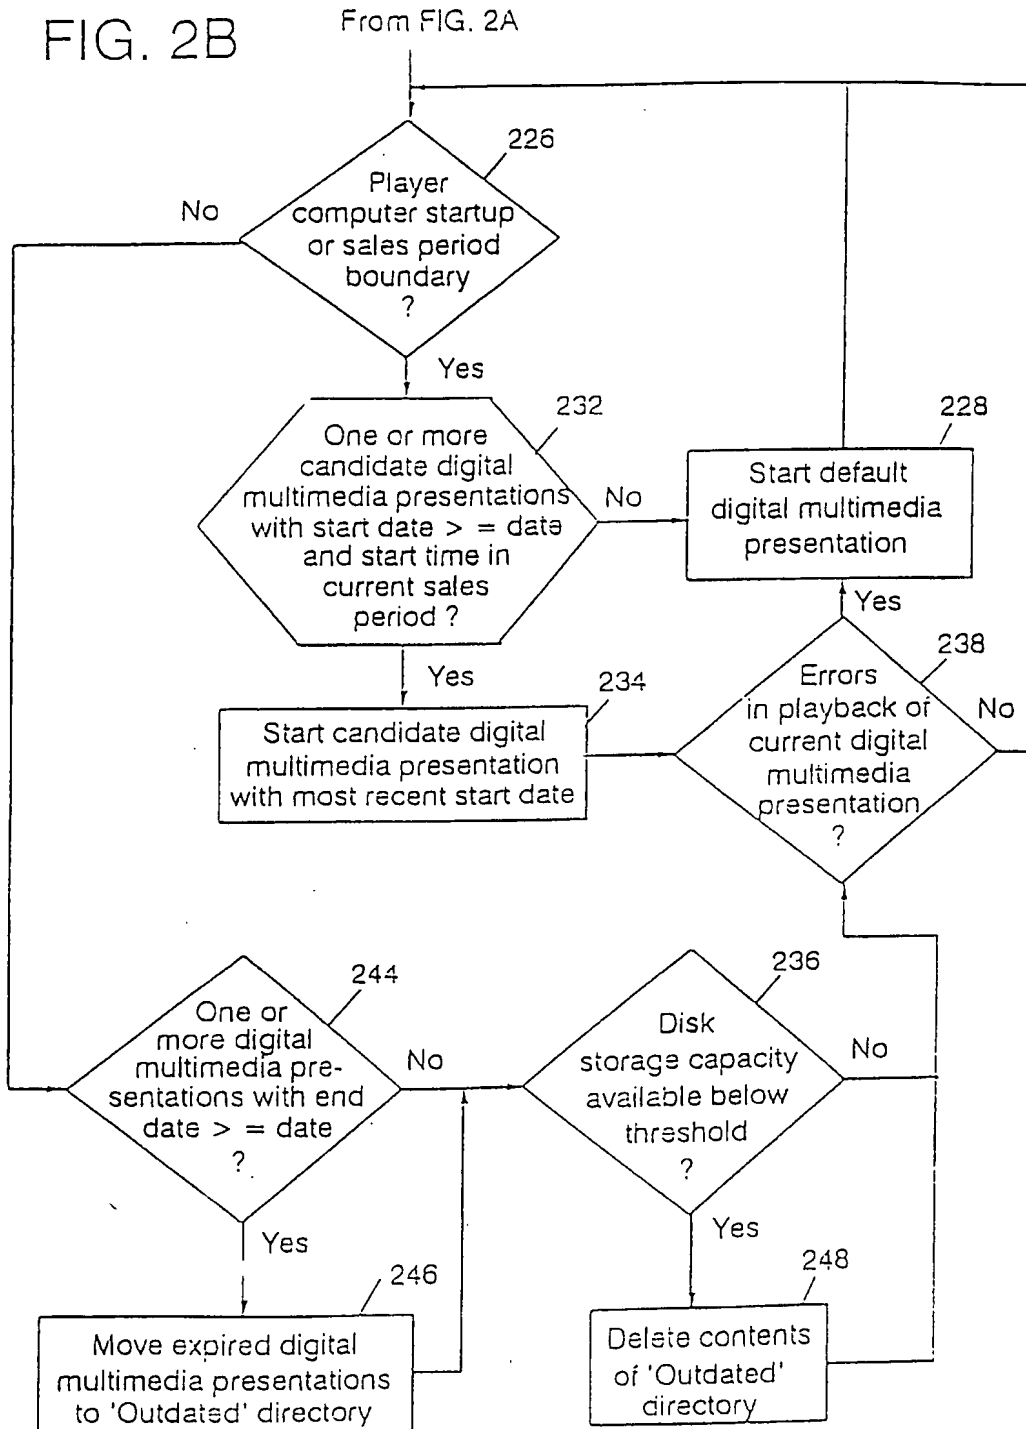 FIG. 2B
From FIG. 2A
226
Player
computer startup
or sales period
boundary
?
No
Yes
232
One or more
candidate digital
multimedia presentations
with start date > = date
and start time in
current sales
period ?
No
228
Start default
digital multimedia
presentation
Yes
Yes
234
Start candidate digital
multimedia presentation
with most recent start date
238
Errors
in playback of
current digital
multimedia
presentation
?
No
244
One or
more digital
multimedia pre-
sentations with end
date > = date
?
No
236
Disk
storage capacity
available below
threshold
?
No
Yes
Yes
246
Move expired digital
multimedia presentations
to 'Outdated' directory
248
Delete contents
of 'Outdated'
directory